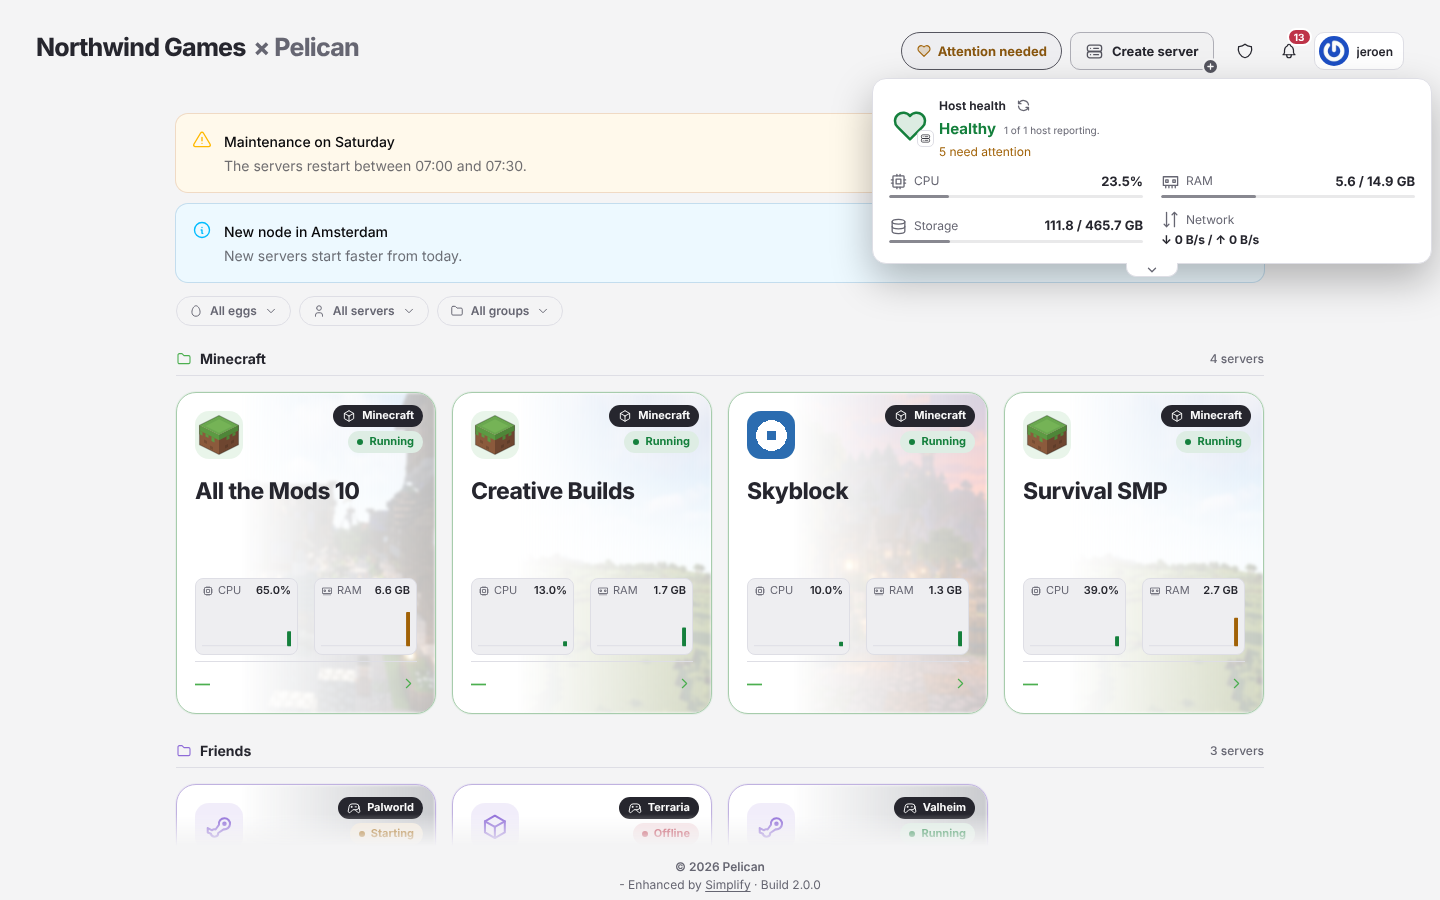 Northwind Games × Pelican
Attention needed
Create server
13
jeroen
Host health
Healthy 1 of 1 host reporting.
5 need attention
CPU 23.5%
RAM 5.6 / 14.9 GB
Storage 111.8 / 465.7 GB
Network
↓ 0 B/s / ↑ 0 B/s
Maintenance on Saturday
The servers restart between 07:00 and 07:30.
New node in Amsterdam
New servers start faster from today.
All eggs
All servers
All groups
Minecraft
4 servers
Minecraft
Running
All the Mods 10
CPU 65.0%
RAM 6.6 GB
—
Minecraft
Running
Creative Builds
CPU 13.0%
RAM 1.7 GB
—
Minecraft
Running
Skyblock
CPU 10.0%
RAM 1.3 GB
—
Minecraft
Running
Survival SMP
CPU 39.0%
RAM 2.7 GB
—
Friends
3 servers
Palworld
Starting
Terraria
Offline
Valheim
Running
© 2026 Pelican
- Enhanced by Simplify · Build 2.0.0